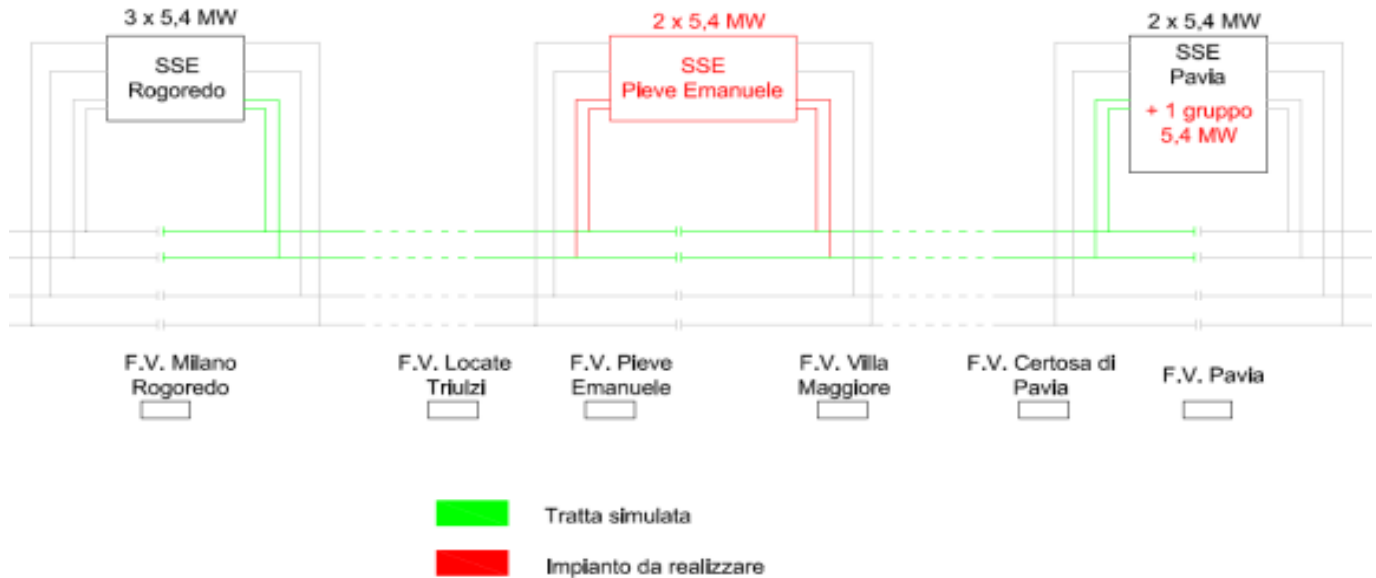 3 x 5,4 MW
SSE
Rogoredo
2 x 5,4 MW
SSE
Pieve Emanuele
2 x 5,4 MW
SSE
Pavia
+ 1 gruppo
5,4 MW
F.V. Milano
Rogoredo
F.V. Locate
Triulzi
F.V. Pieve
Emanuele
F.V. Villa
Maggiore
F.V. Certosa di
Pavia
F.V. Pavia
Tratta simulata
Impianto da realizzare